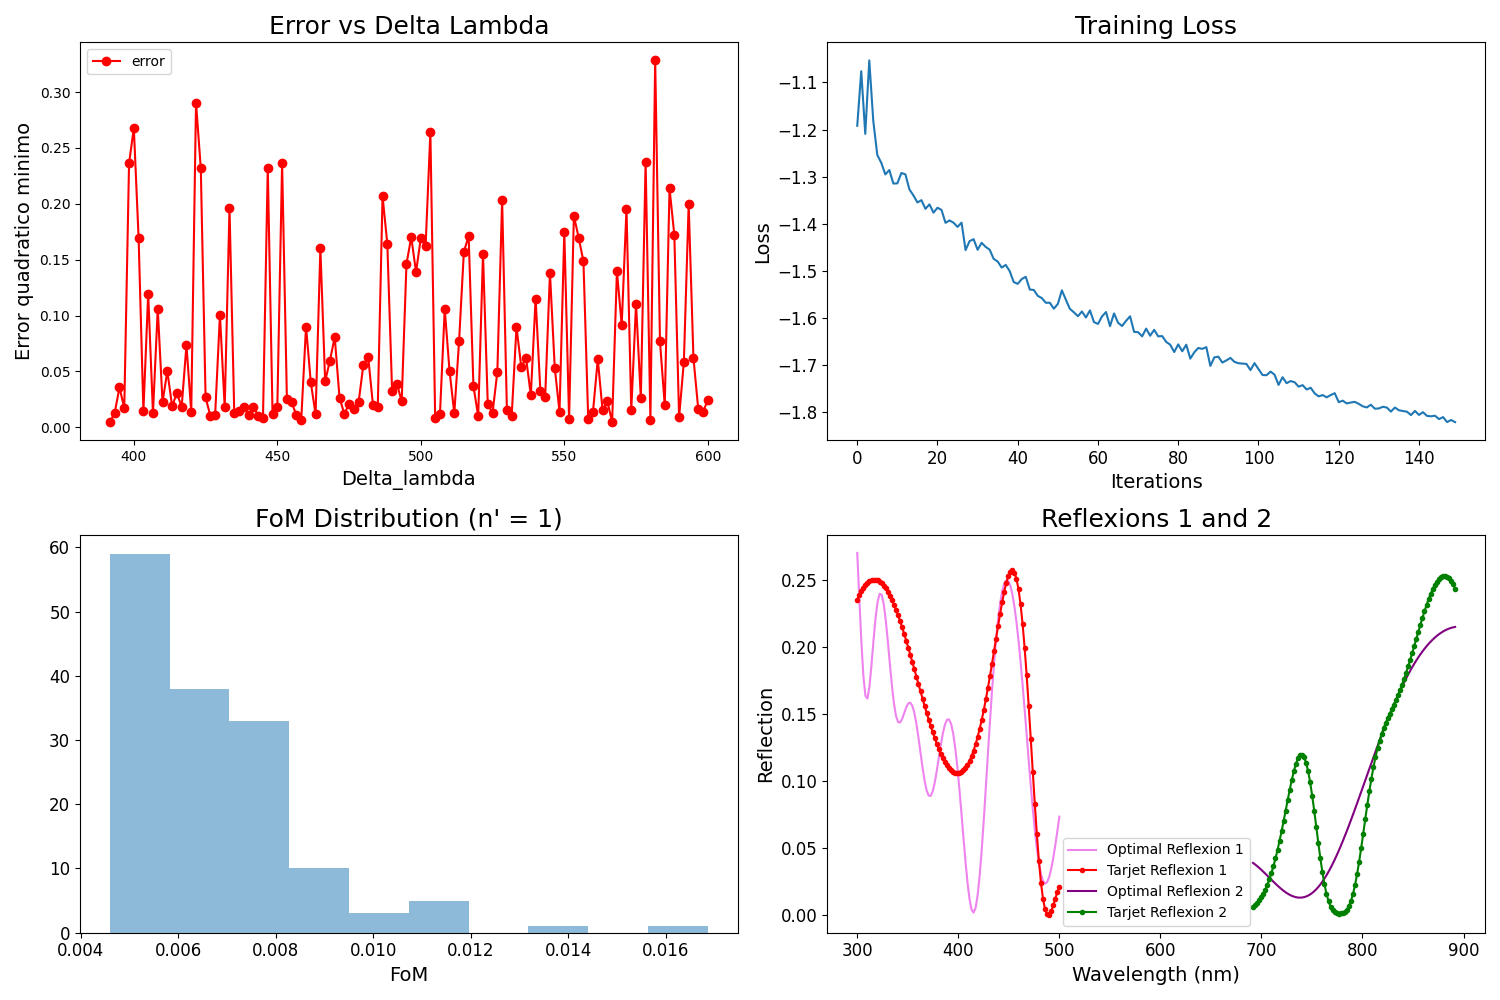 Error vs Delta Lambda
error
0.30
0.25
0.20
0.15
0.10
0.05
0.00
Error quadratico minimo
400 450 500 550 600
Delta_lambda
Training Loss
−1.1
−1.2
−1.3
−1.4
−1.5
−1.6
−1.7
−1.8
Loss
0 20 40 60 80 100 120 140
Iterations
FoM Distribution (n' = 1)
60
50
40
30
20
10
0
0.004 0.006 0.008 0.010 0.012 0.014 0.016
FoM
Reflexions 1 and 2
0.25
0.20
0.15
0.10
0.05
0.00
Reflection
Optimal Reflexion 1
Tarjet Reflexion 1
Optimal Reflexion 2
Tarjet Reflexion 2
300 400 500 600 700 800 900
Wavelength (nm)